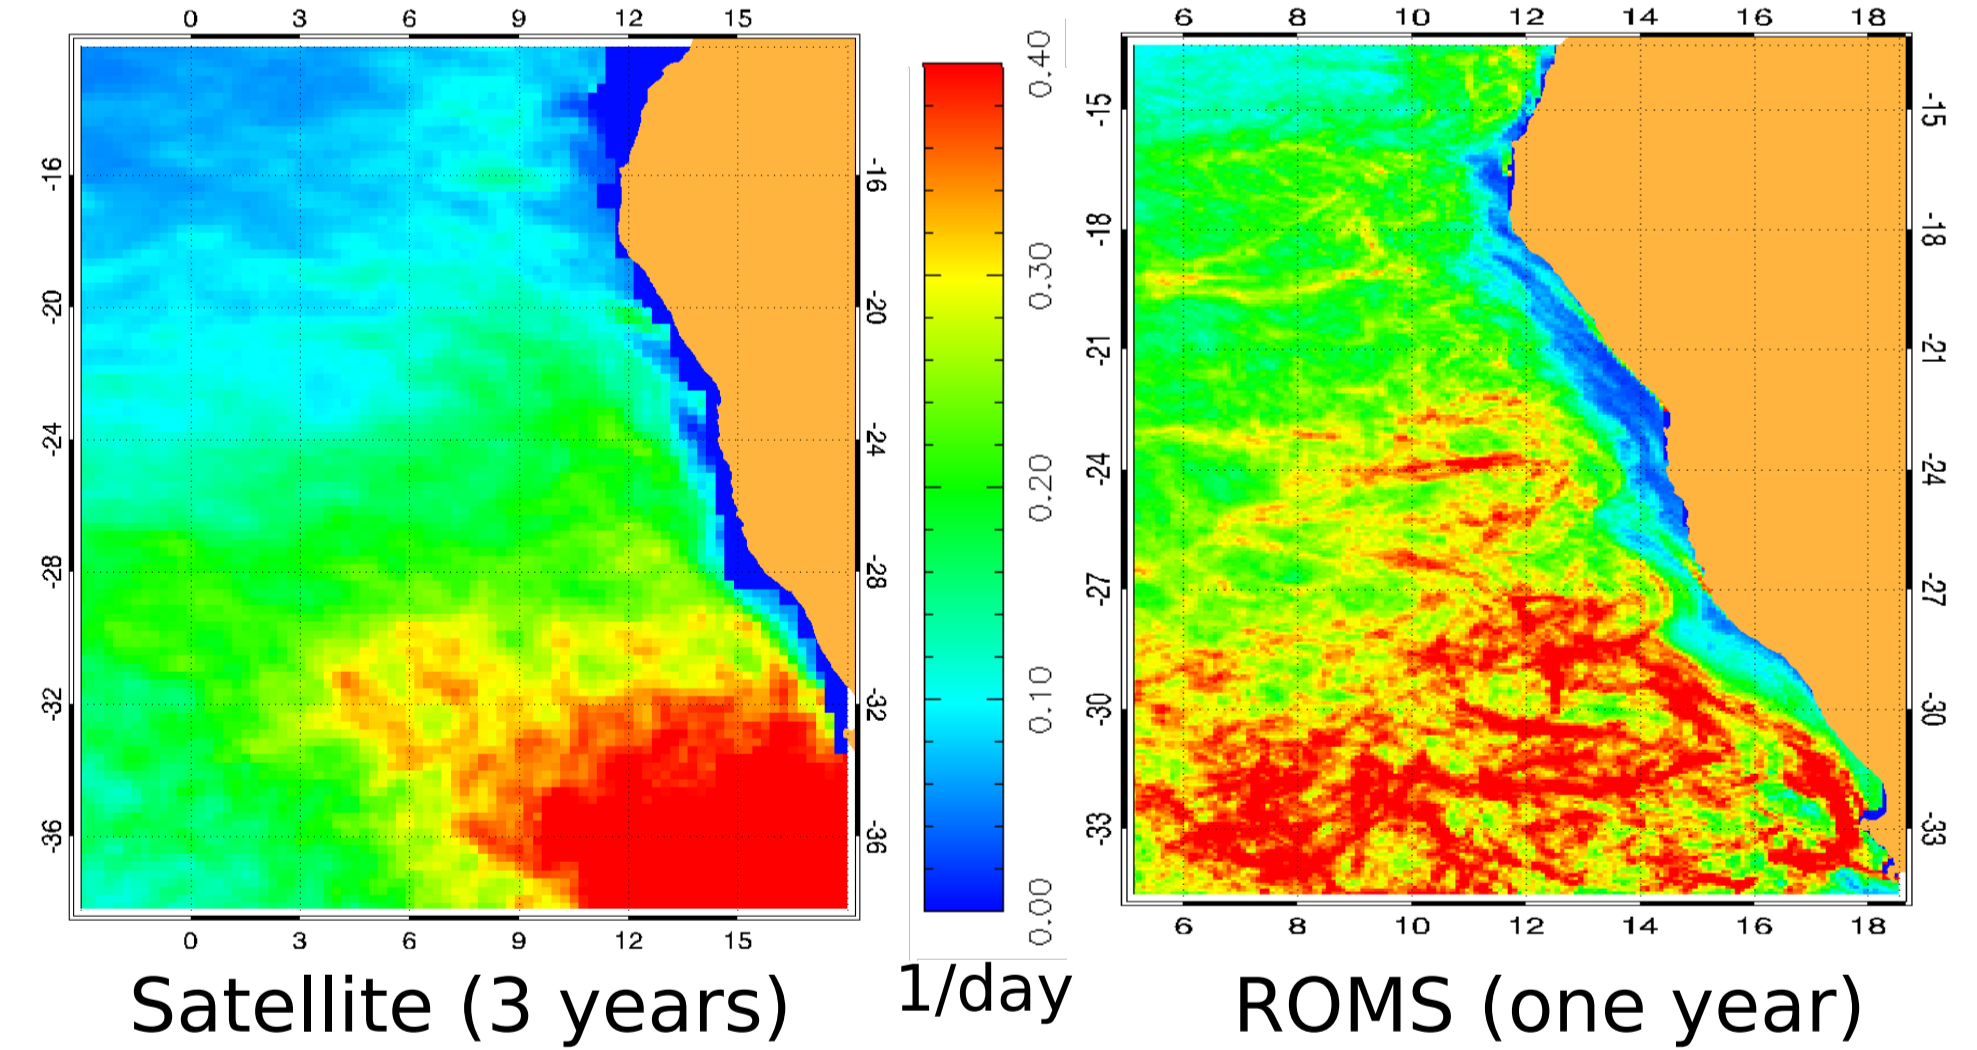 0 3 6 9 12 15
6 8 10 12 14 16 18
-16 -20 -24 -28 -32 -36
-16 -20 -24 -28 -32 -36
0.40
0.30
0.20
0.10
0.00
-15 -18 -21 -24 -27 -30 -33
-15 -18 -21 -24 -27 -30 -33
0 3 6 9 12 15
6 8 10 12 14 16 18
Satellite (3 years)
1/day
ROMS (one year)